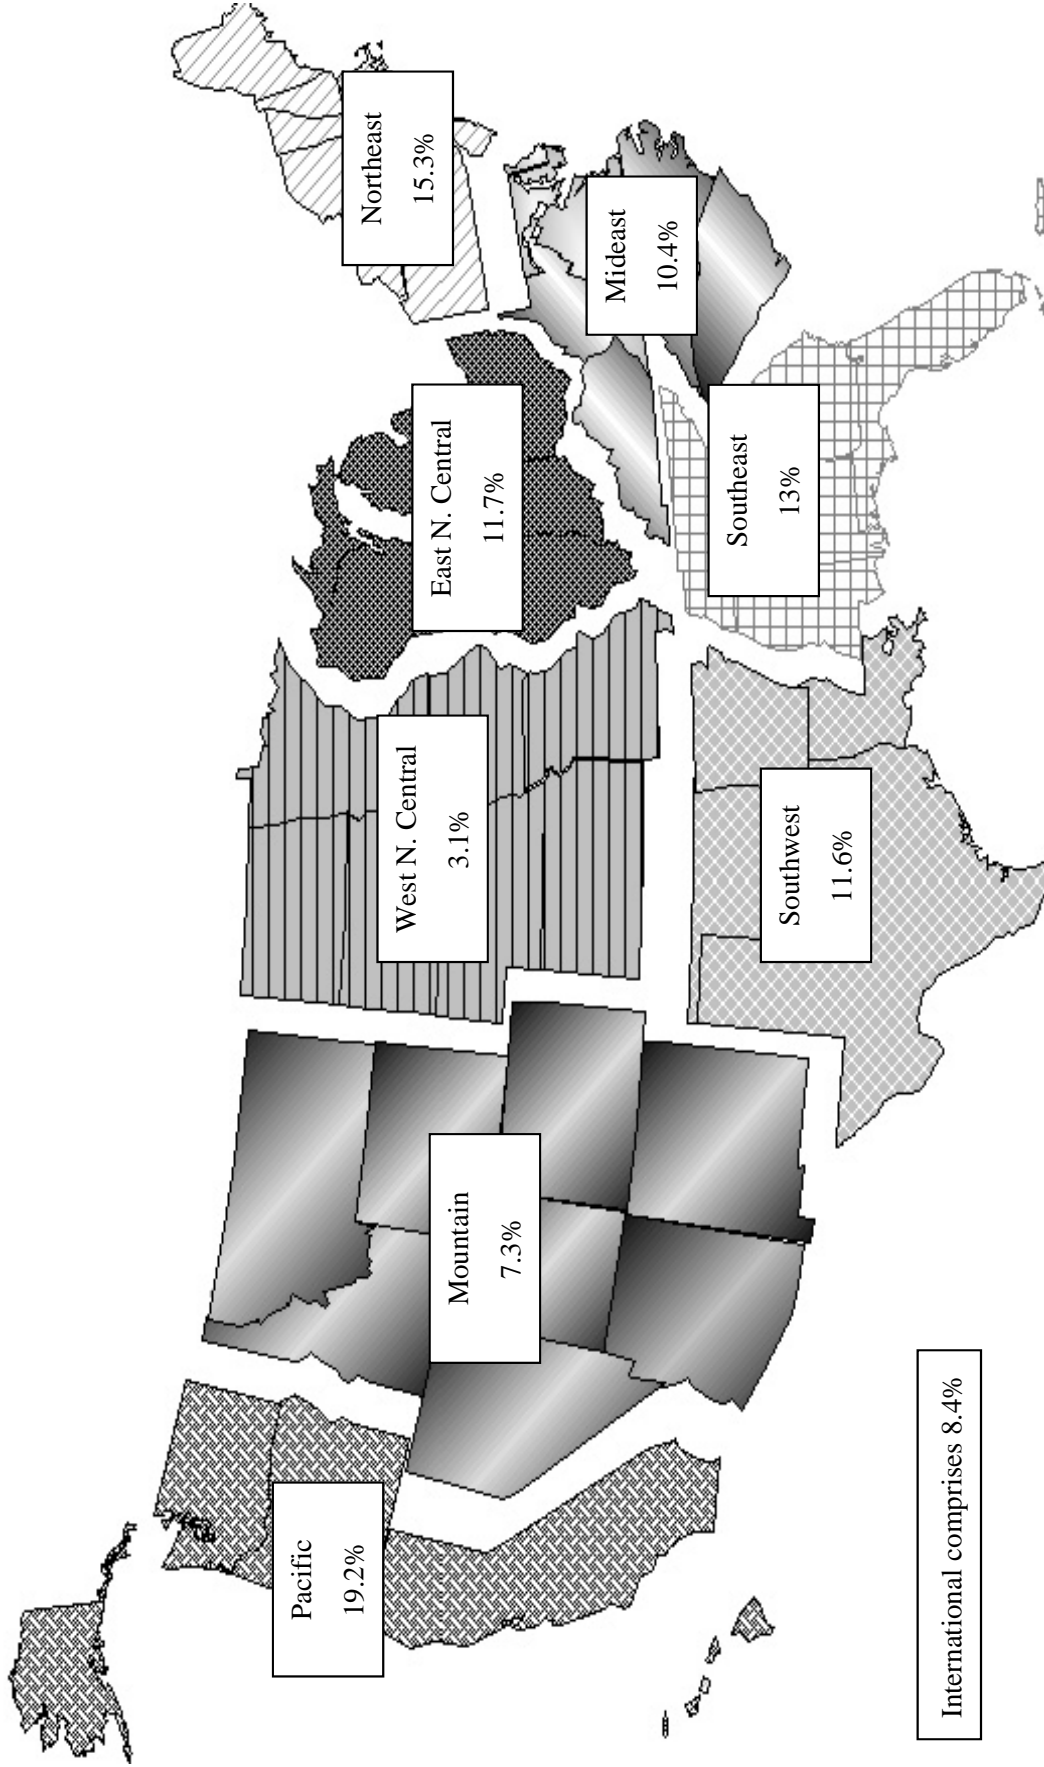 Pacific
19.2%
Mountain
7.3%
West N. Central
3.1%
East N. Central
11.7%
Northeast
15.3%
Mideast
10.4%
Southeast
13%
Southwest
11.6%
International comprises 8.4%